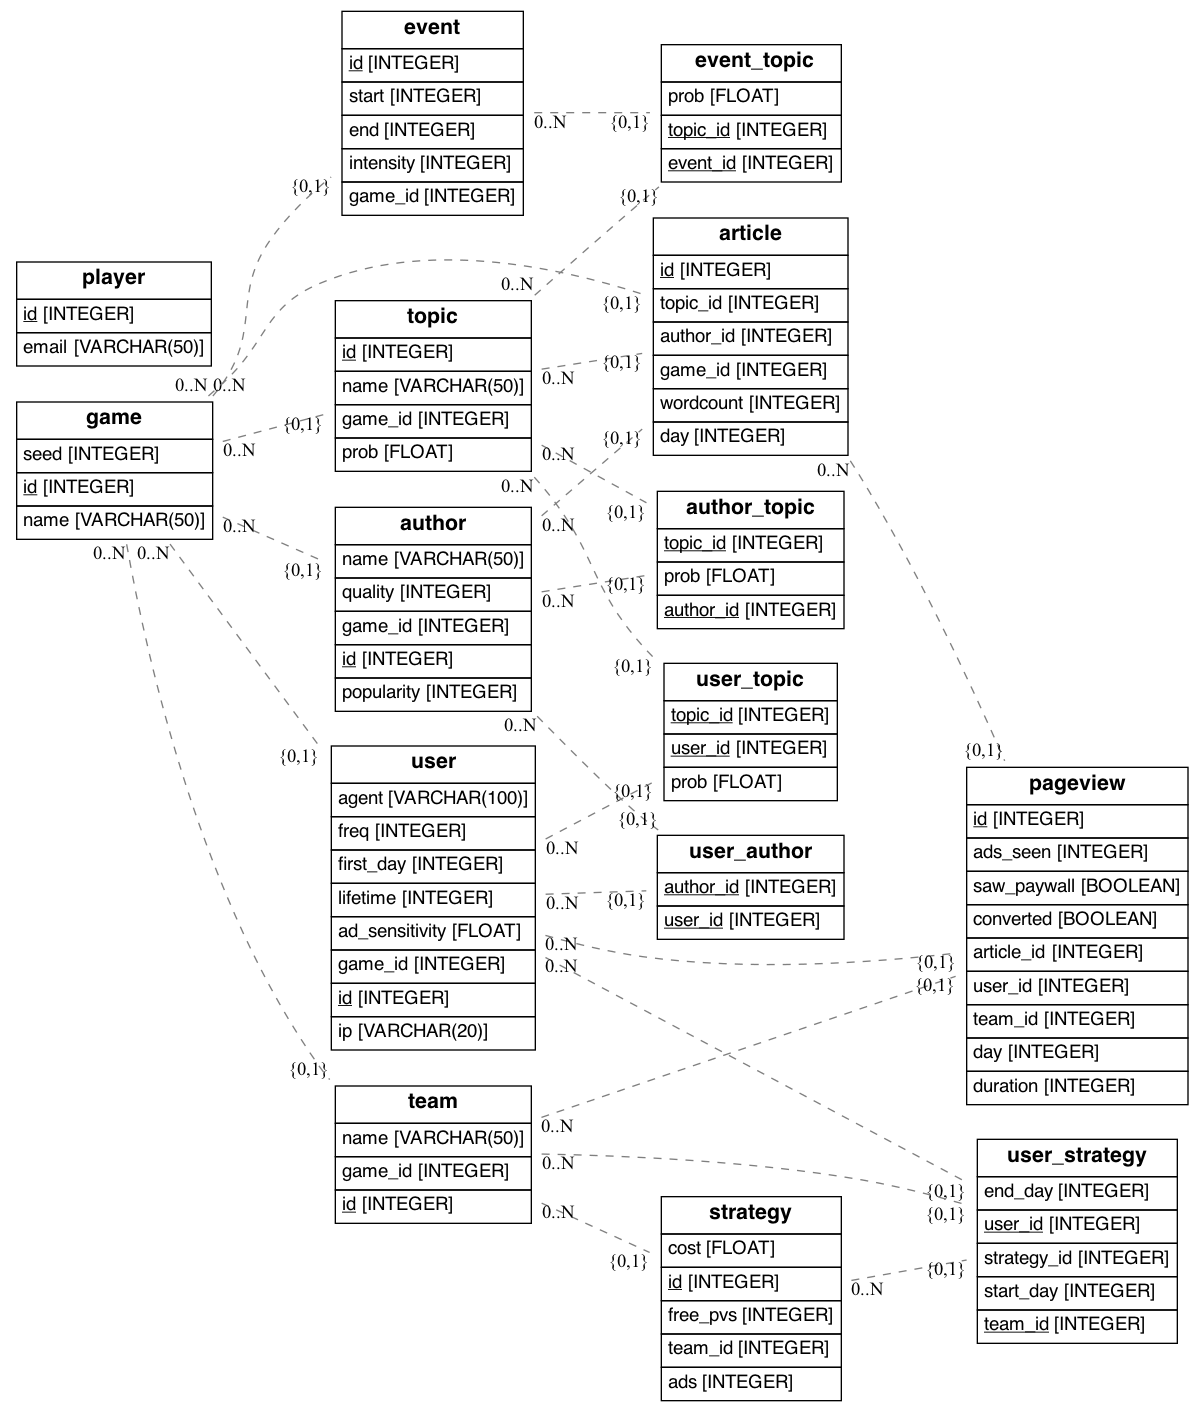 event
id [INTEGER]
start [INTEGER]
end [INTEGER]
intensity [INTEGER]
game_id [INTEGER]
event_topic
prob [FLOAT]
topic_id [INTEGER]
event_id [INTEGER]
0..N
{0,1}
{0,1}
{0,1}
player
id [INTEGER]
email [VARCHAR(50)]
article
id [INTEGER]
topic_id [INTEGER]
author_id [INTEGER]
game_id [INTEGER]
wordcount [INTEGER]
day [INTEGER]
0..N
{0,1}
topic
id [INTEGER]
name [VARCHAR(50)]
game_id [INTEGER]
prob [FLOAT]
0..N
{0,1}
0..N 0..N
game
seed [INTEGER]
id [INTEGER]
name [VARCHAR(50)]
0..N
{0,1}
{0,1}
0..N
0..N
0..N
0..N
{0,1}
0..N
0..N
{0,1}
author
name [VARCHAR(50)]
quality [INTEGER]
game_id [INTEGER]
id [INTEGER]
popularity [INTEGER]
author_topic
topic_id [INTEGER]
prob [FLOAT]
author_id [INTEGER]
0..N
{0,1}
0..N 0..N
{0,1}
user_topic
topic_id [INTEGER]
user_id [INTEGER]
prob [FLOAT]
0..N
{0,1}
{0,1}
{0,1}
{0,1}
user
agent [VARCHAR(100)]
freq [INTEGER]
first_day [INTEGER]
lifetime [INTEGER]
ad_sensitivity [FLOAT]
game_id [INTEGER]
id [INTEGER]
ip [VARCHAR(20)]
0..N
user_author
author_id [INTEGER]
user_id [INTEGER]
0..N
{0,1}
0..N
0..N
{0,1}
{0,1}
pageview
id [INTEGER]
ads_seen [INTEGER]
saw_paywall [BOOLEAN]
converted [BOOLEAN]
article_id [INTEGER]
user_id [INTEGER]
team_id [INTEGER]
day [INTEGER]
duration [INTEGER]
{0,1}
team
name [VARCHAR(50)]
game_id [INTEGER]
id [INTEGER]
0..N
0..N
0..N
{0,1}
{0,1}
{0,1}
strategy
cost [FLOAT]
id [INTEGER]
free_pvs [INTEGER]
team_id [INTEGER]
ads [INTEGER]
0..N
{0,1}
user_strategy
end_day [INTEGER]
user_id [INTEGER]
strategy_id [INTEGER]
start_day [INTEGER]
team_id [INTEGER]